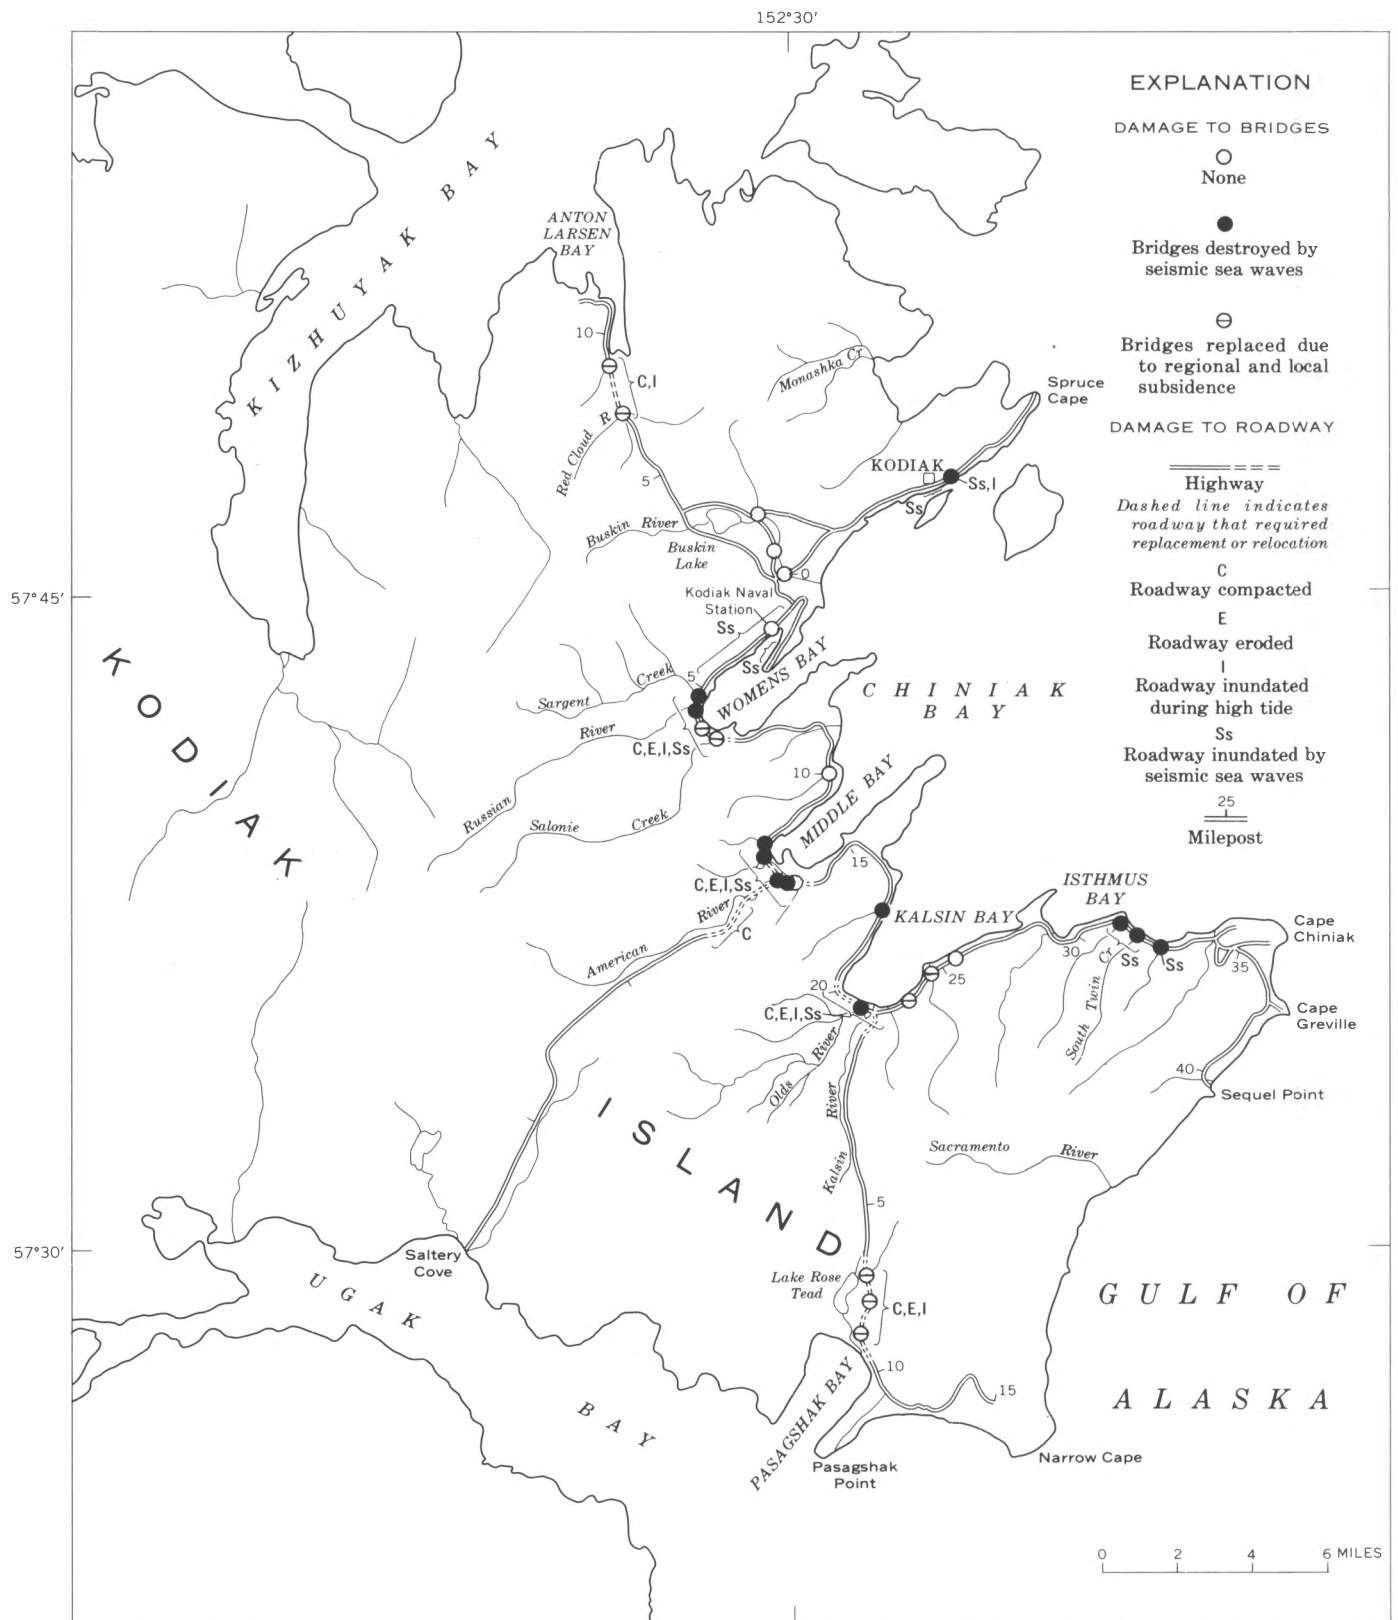 152°30′
EXPLANATION
DAMAGE TO BRIDGES
None
Bridges destroyed by
seismic sea waves
Bridges replaced due
to regional and local
subsidence
DAMAGE TO ROADWAY
Highway
Dashed line indicates
roadway that required
replacement or relocation
C
Roadway compacted
E
Roadway eroded
I
Roadway inundated
during high tide
Ss
Roadway inundated by
seismic sea waves
25
Milepost
KIZHUYAK BAY
ANTON
LARSEN
BAY
10
C,I
Monashka Cr
Spruce
Cape
Red Cloud R
KODIAK
Ss,I
5
Ss
Buskin River
Buskin
Lake
0
57°45′
Kodiak Naval
Station
Ss
Ss
WOMENS BAY
Sargent Creek
5
CHINIAK
BAY
Russian River
C,E,I,Ss
10
MIDDLE BAY
Salonie Creek
15
C,E,I,Ss
American River
C
KALSIN BAY
ISTHMUS
BAY
Cape
Chiniak
30
Ss
Ss
35
25
20
South Twin Cr
C,E,I,Ss
Cape
Greville
Olds River
40
Sequel Point
Kalsin River
Sacramento River
KODIAK ISLAND
5
57°30′
Saltery
Cove
Lake Rose
Tead
C,E,I
UGAK BAY
GULF OF
ALASKA
10
15
PASAGSHAK BAY
Pasagshak
Point
Narrow Cape
0 2 4 6 MILES